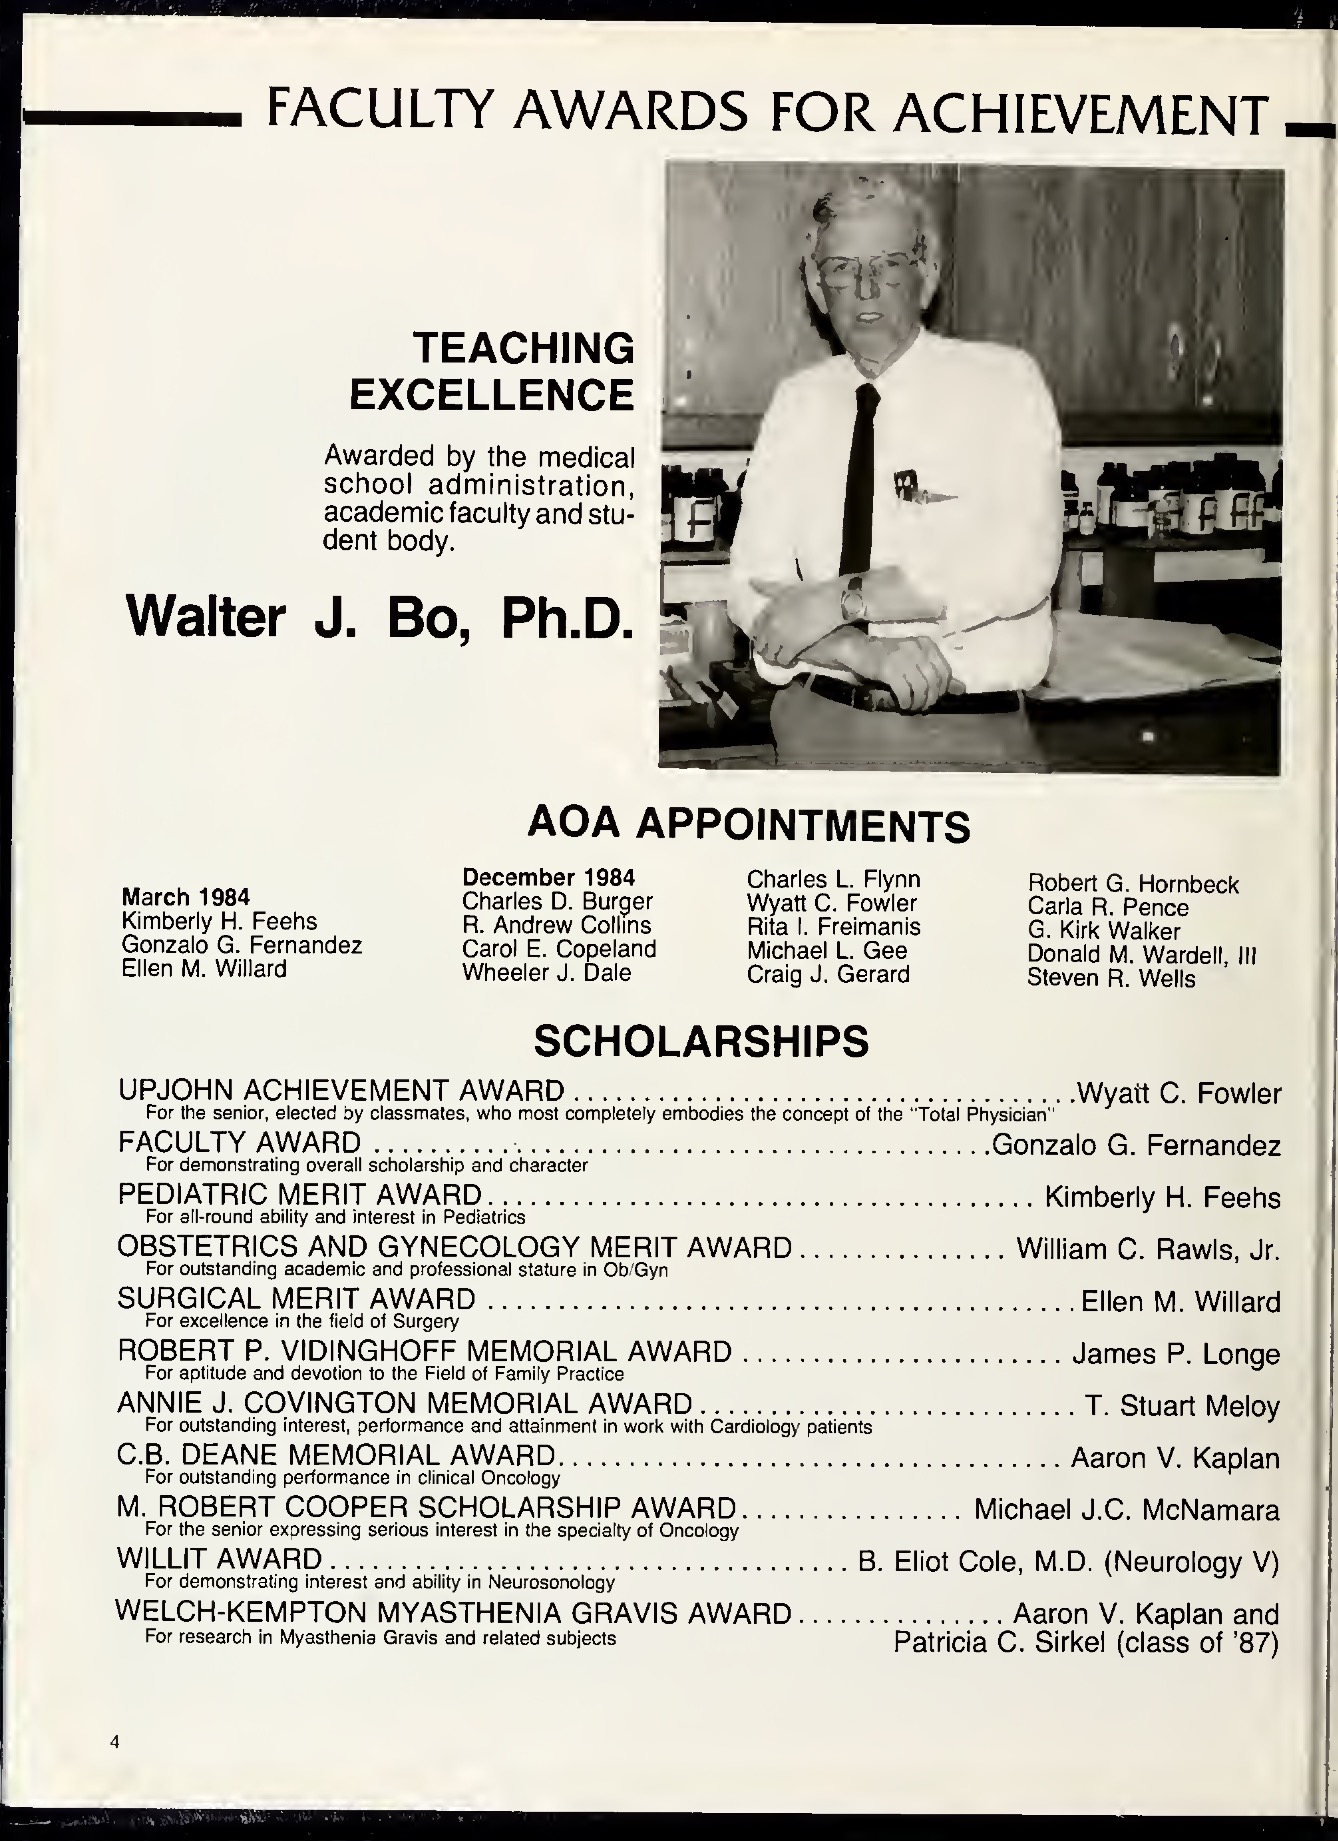 FACULTY AWARDS FOR ACHIEVEMENT
TEACHING
EXCELLENCE
Awarded by the medical
school administration,
academic faculty and stu-
dent body.
Walter J. Bo, Ph.D.
AOA APPOINTMENTS
March 1984
Kimberly H. Feehs
Gonzalo G. Fernandez
Ellen M. Willard
December 1984
Charles D. Burger
R. Andrew Collins
Carol E. Copeland
Wheeler J. Dale
Charles L. Flynn
Wyatt C. Fowler
Rita I. Freimanis
Michael L. Gee
Craig J. Gerard
Robert G. Hornbeck
Carla R. Pence
G. Kirk Walker
Donald M. Wardell, III
Steven R. Wells
SCHOLARSHIPS
UPJOHN ACHIEVEMENT AWARD ....................................Wyatt C. Fowler
For the senior, elected by classmates, who most completely embodies the concept of the "Total Physician"
FACULTY AWARD ............................................Gonzalo G. Fernandez
For demonstrating overall scholarship and character
PEDIATRIC MERIT AWARD....................................... Kimberly H. Feehs
For all-round ability and interest in Pediatrics
OBSTETRICS AND GYNECOLOGY MERIT AWARD............... William C. Rawls, Jr.
For outstanding academic and professional stature in Ob/Gyn
SURGICAL MERIT AWARD .......................................... Ellen M. Willard
For excellence in the field of Surgery
ROBERT P. VIDINGHOFF MEMORIAL AWARD ....................... James P. Longe
For aptitude and devotion to the Field of Family Practice
ANNIE J. COVINGTON MEMORIAL AWARD........................... T. Stuart Meloy
For outstanding interest, performance and attainment in work with Cardiology patients
C.B. DEANE MEMORIAL AWARD.................................... Aaron V. Kaplan
For outstanding performance in clinical Oncology
M. ROBERT COOPER SCHOLARSHIP AWARD................ Michael J.C. McNamara
For the senior expressing serious interest in the specialty of Oncology
WILLIT AWARD..................................... B. Eliot Cole, M.D. (Neurology V)
For demonstrating interest and ability in Neurosonology
WELCH-KEMPTON MYASTHENIA GRAVIS AWARD............... Aaron V. Kaplan and
For research in Myasthenia Gravis and related subjects Patricia C. Sirkel (class of '87)
4